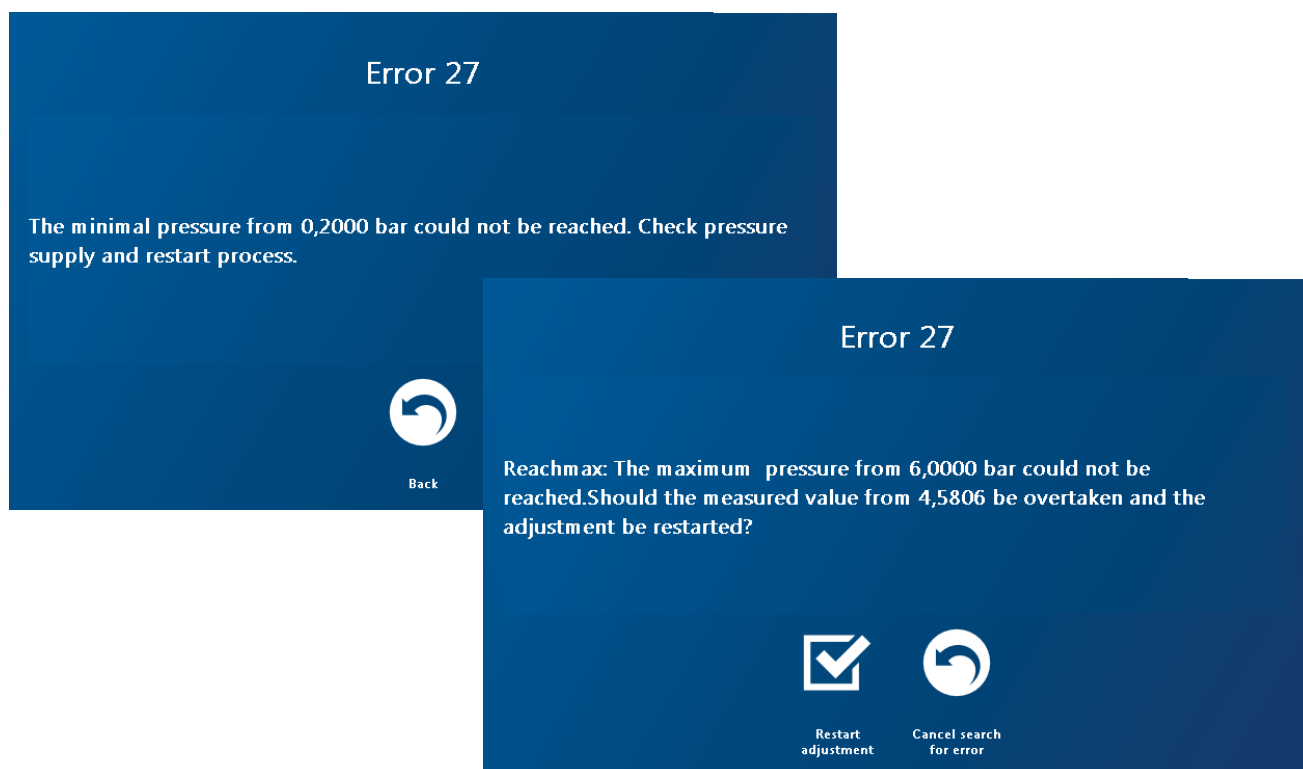 Error 27
The minimal pressure from 0,2000 bar could not be reached. Check pressure
supply and restart process.
Back
Error 27
Reachmax: The maximum  pressure from 6,0000 bar could not be
reached.Should the measured value from 4,5806 be overtaken and the
adjustment be restarted?
Restart
adjustment
Cancel search
for error